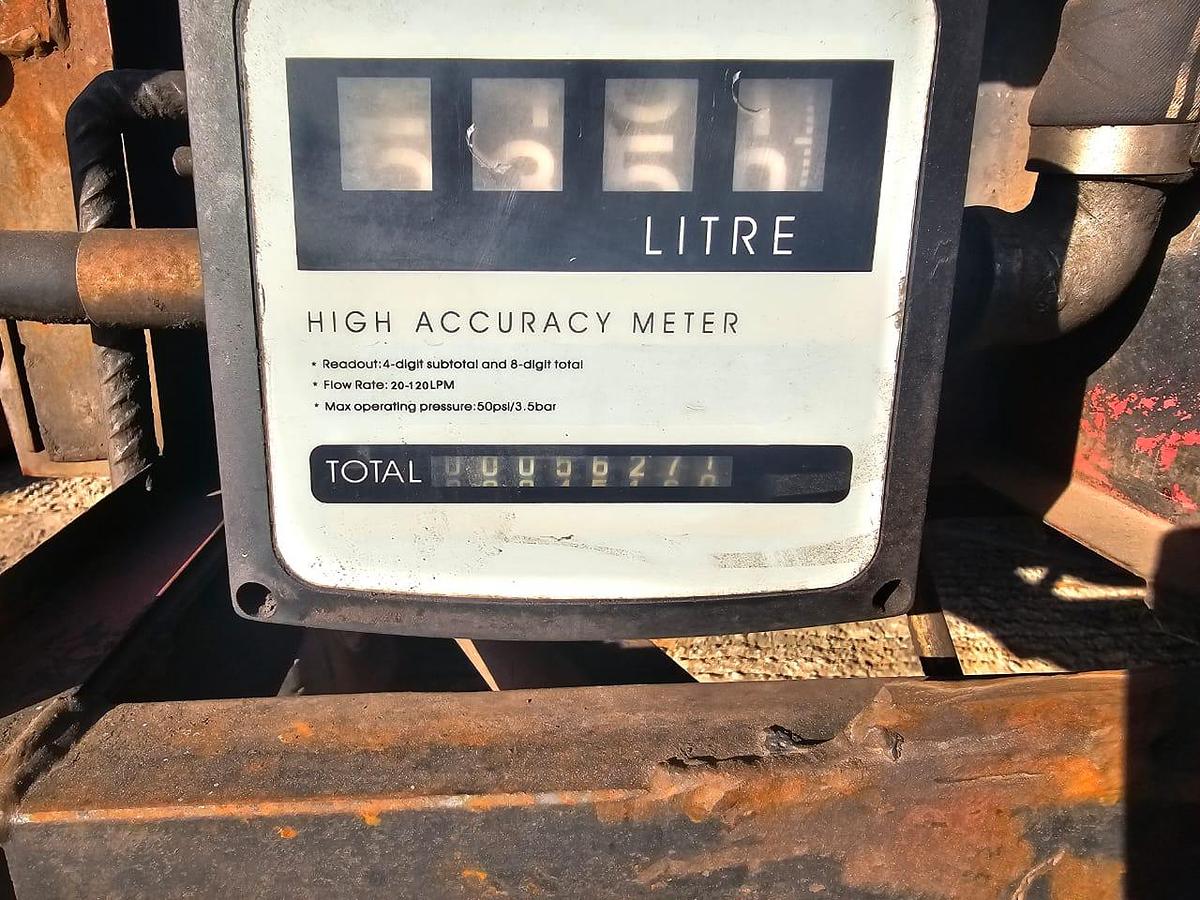 LITRE
HIGH ACCURACY METER
* Readout:4-digit subtotal and 8-digit total
* Flow Rate: 20-120LPM
* Max operating pressure:50psi/3.5bar
TOTAL 00056271